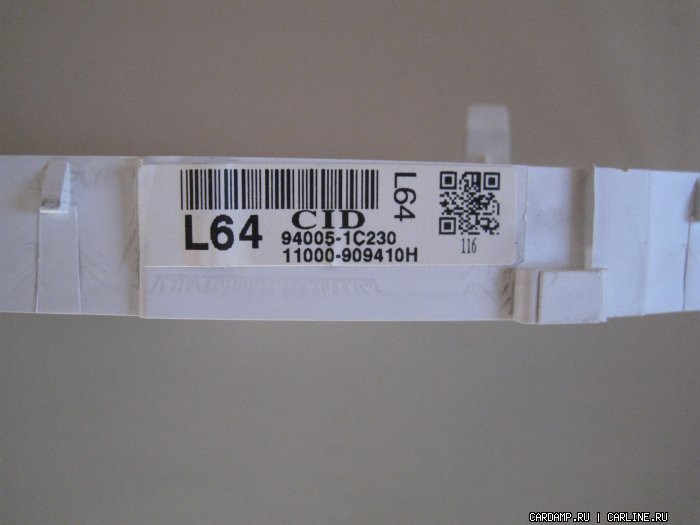 L64
CID
L64
94005-1C230
11000-909410H
116
CARDAMP.RU | CARLINE.RU